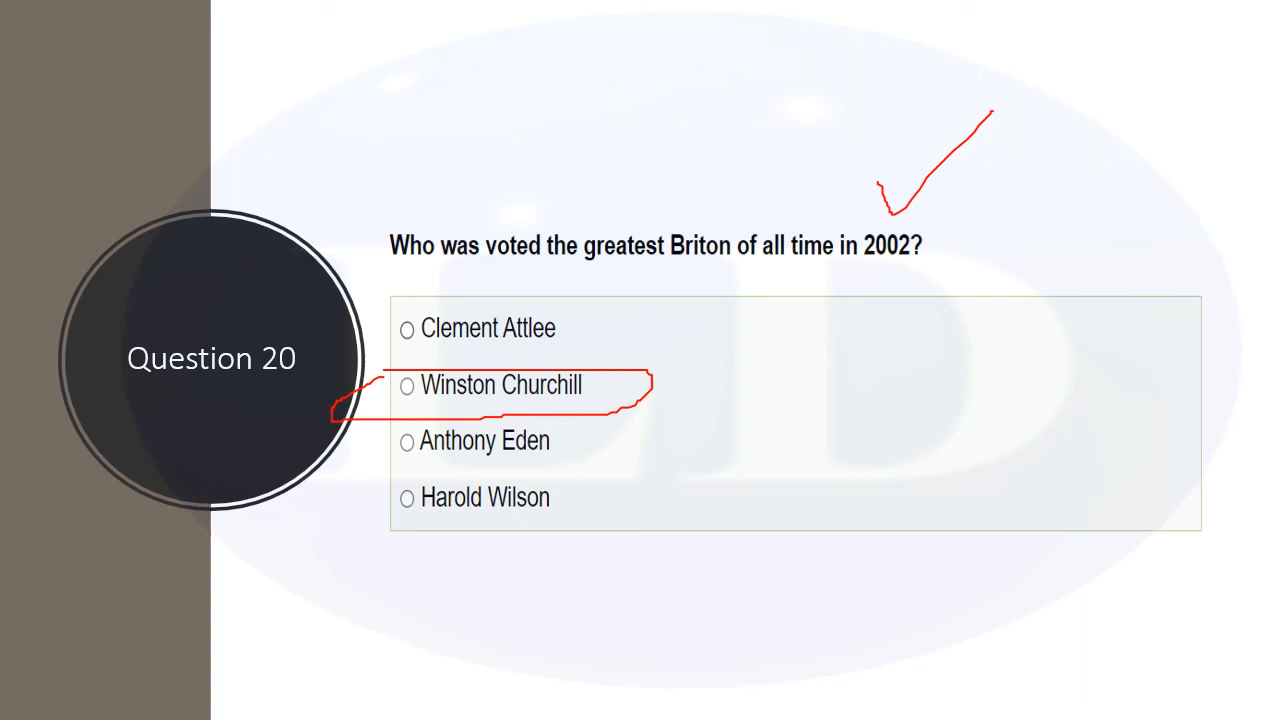 Question 20
Who was voted the greatest Briton of all time in 2002?
Clement Attlee
Winston Churchill
Anthony Eden
Harold Wilson